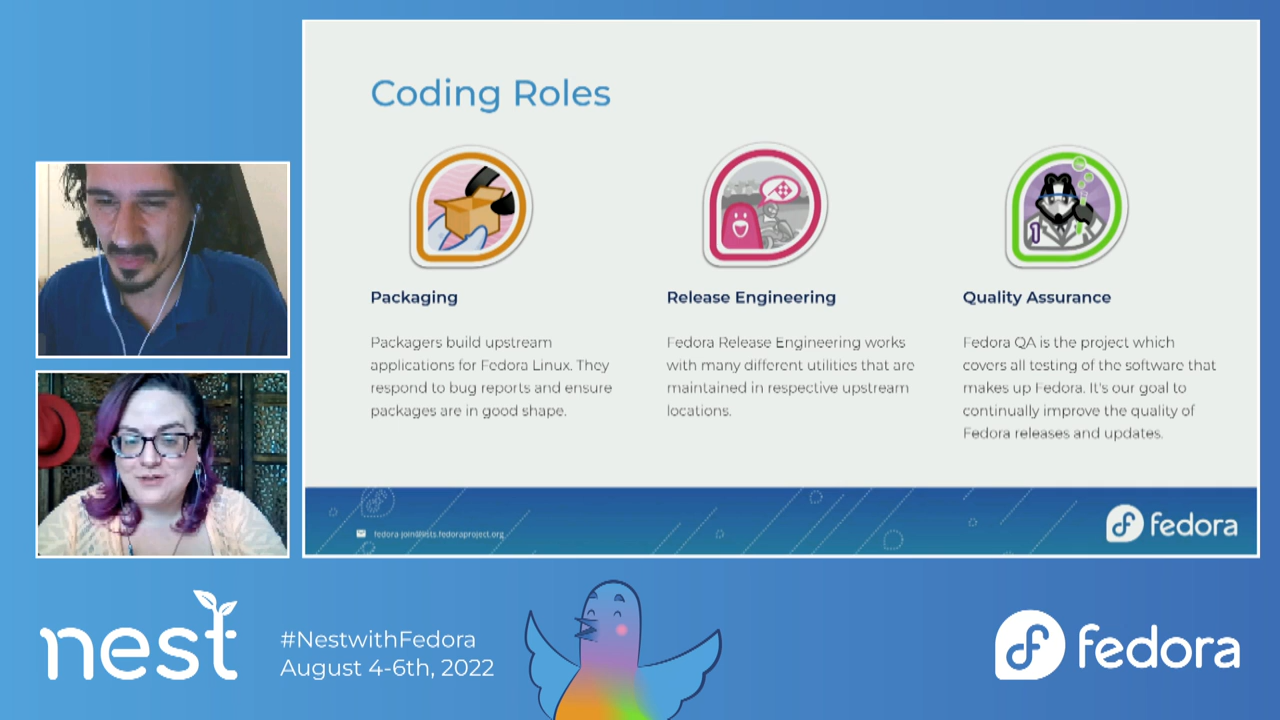 Coding Roles
Packaging
Packagers build upstream
applications for Fedora Linux. They
respond to bug reports and ensure
packages are in good shape.
Release Engineering
Fedora Release Engineering works
with many different utilities that are
maintained in respective upstream
locations.
1
Quality Assurance
Fedora QA is the project which
covers all testing of the software that
makes up Fedora. It's our goal to
continually improve the quality of
Fedora releases and updates.
fedora-join@lists.fedoraproject.org
fedora
nest
#NestwithFedora
August 4-6th, 2022
fedora